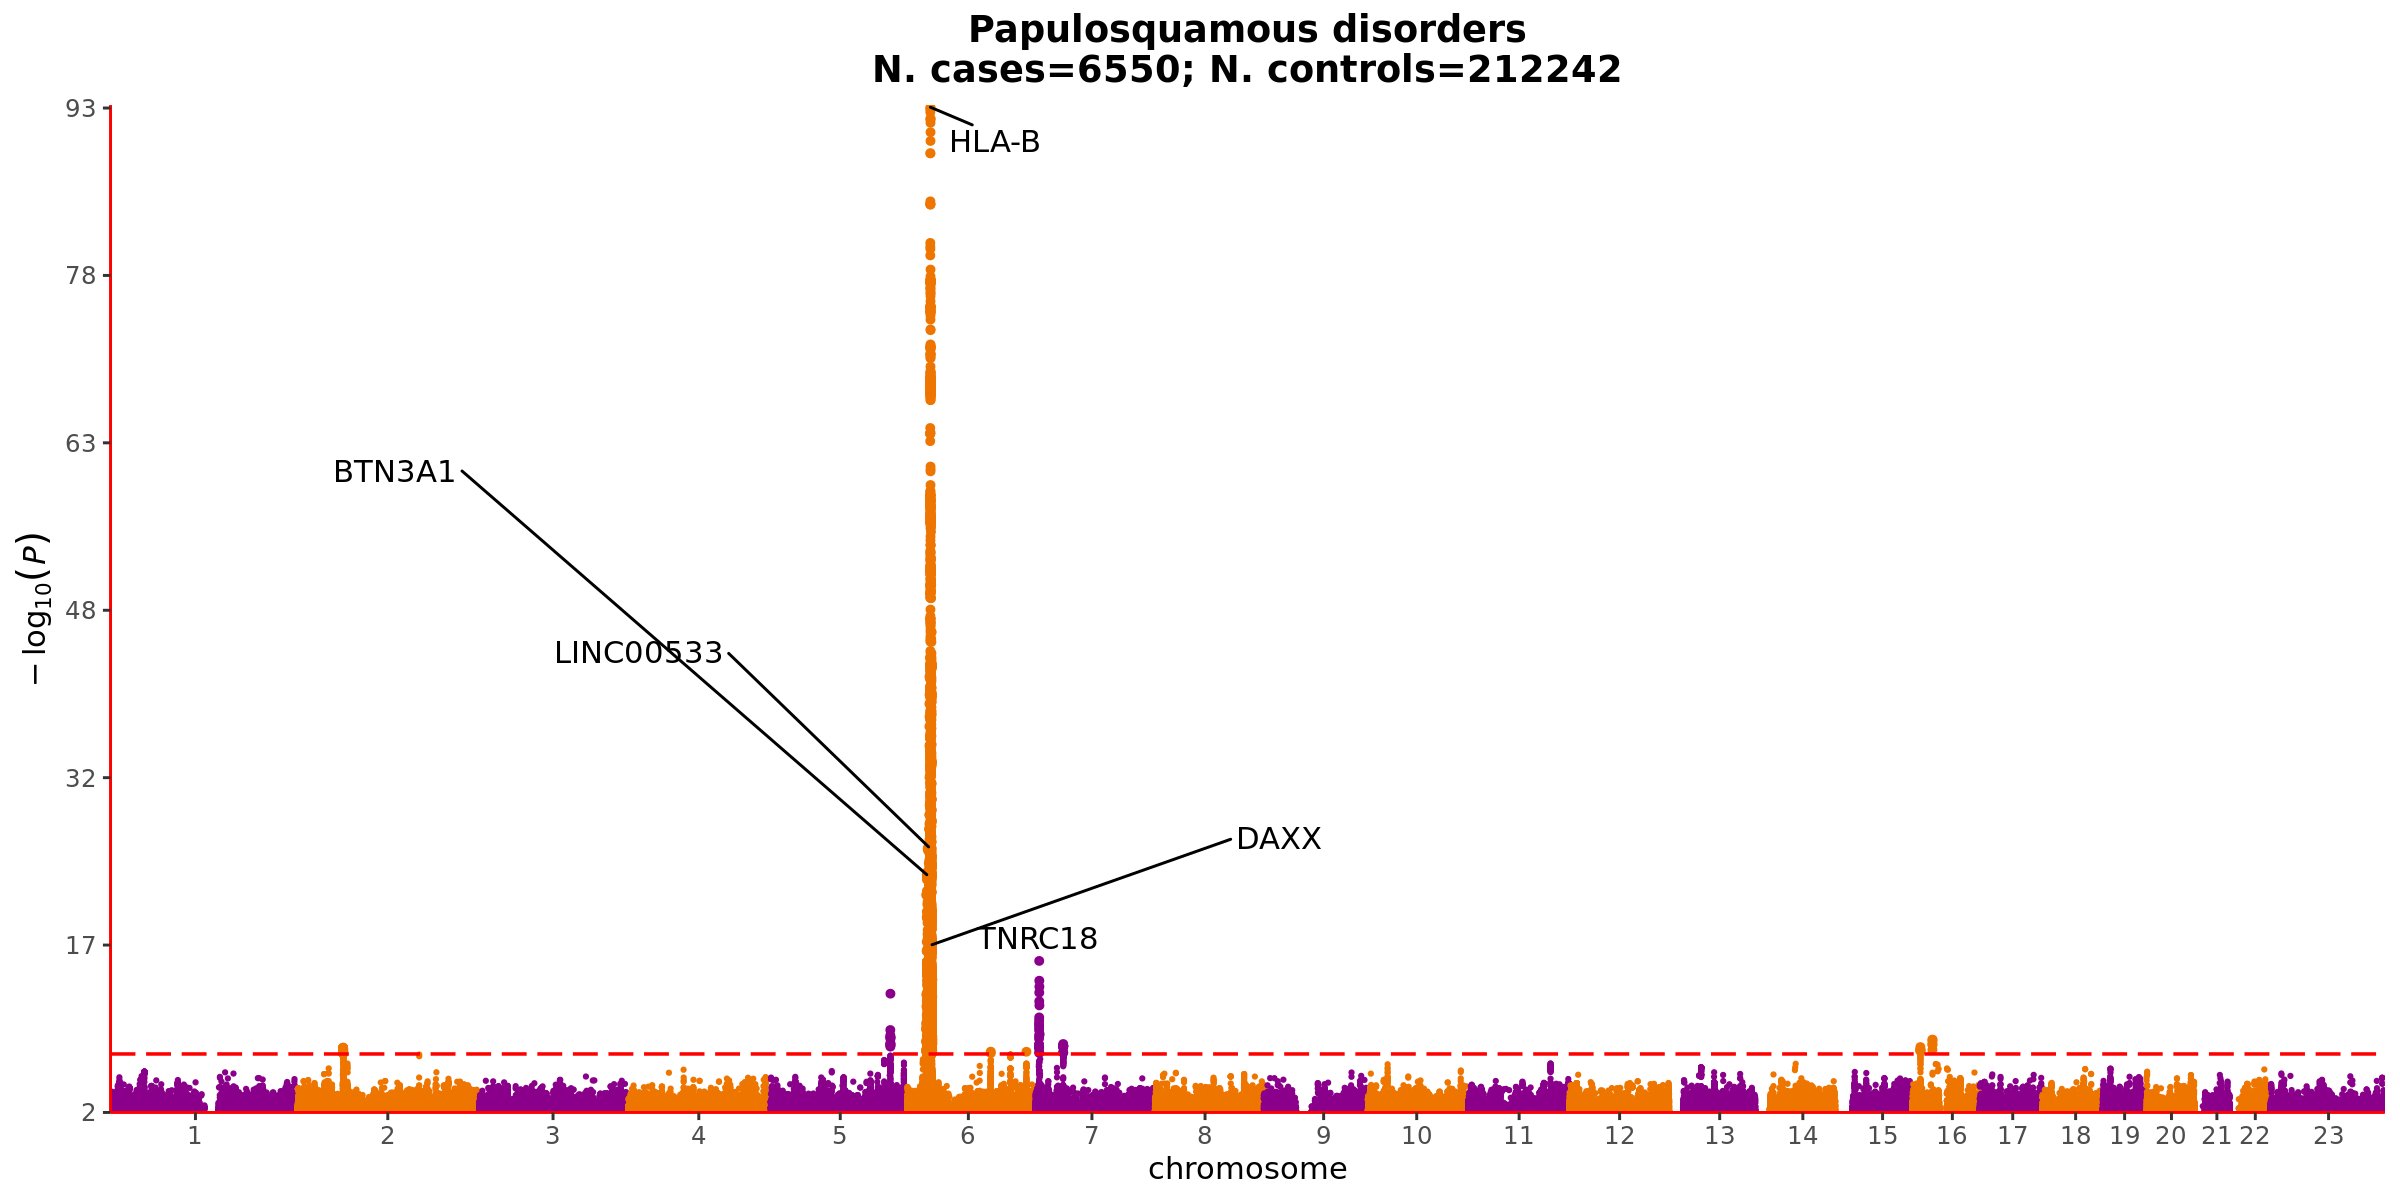 Papulosquamous disorders
N. cases=6550; N. controls=212242
93
HLA-B
78
63
BTN3A1
− log10(P)
48
LINC00533
32
DAXX
17
TNRC18
2
1 2 3 4 5 6 7 8 9 10 11 12 13 14 15 16 17 18 19 20 21 22 23
chromosome